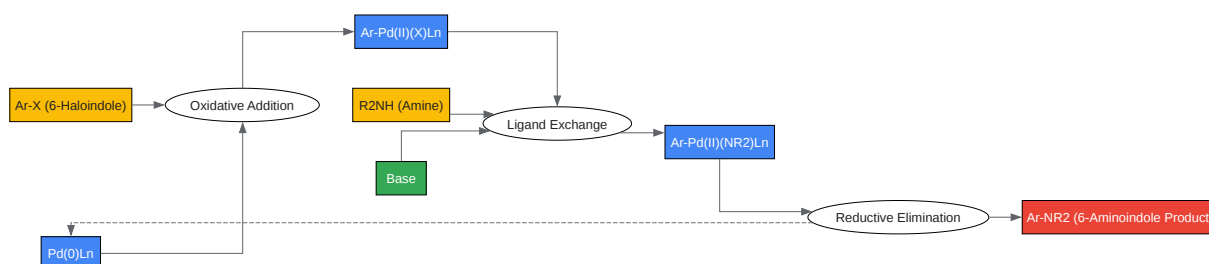 Ar-Pd(II)(X)Ln
Ar-X (6-Haloindole)
Oxidative Addition
R2NH (Amine)
Ligand Exchange
Ar-Pd(II)(NR2)Ln
Base
Reductive Elimination
Ar-NR2 (6-Aminoindole Product
Pd(0)Ln